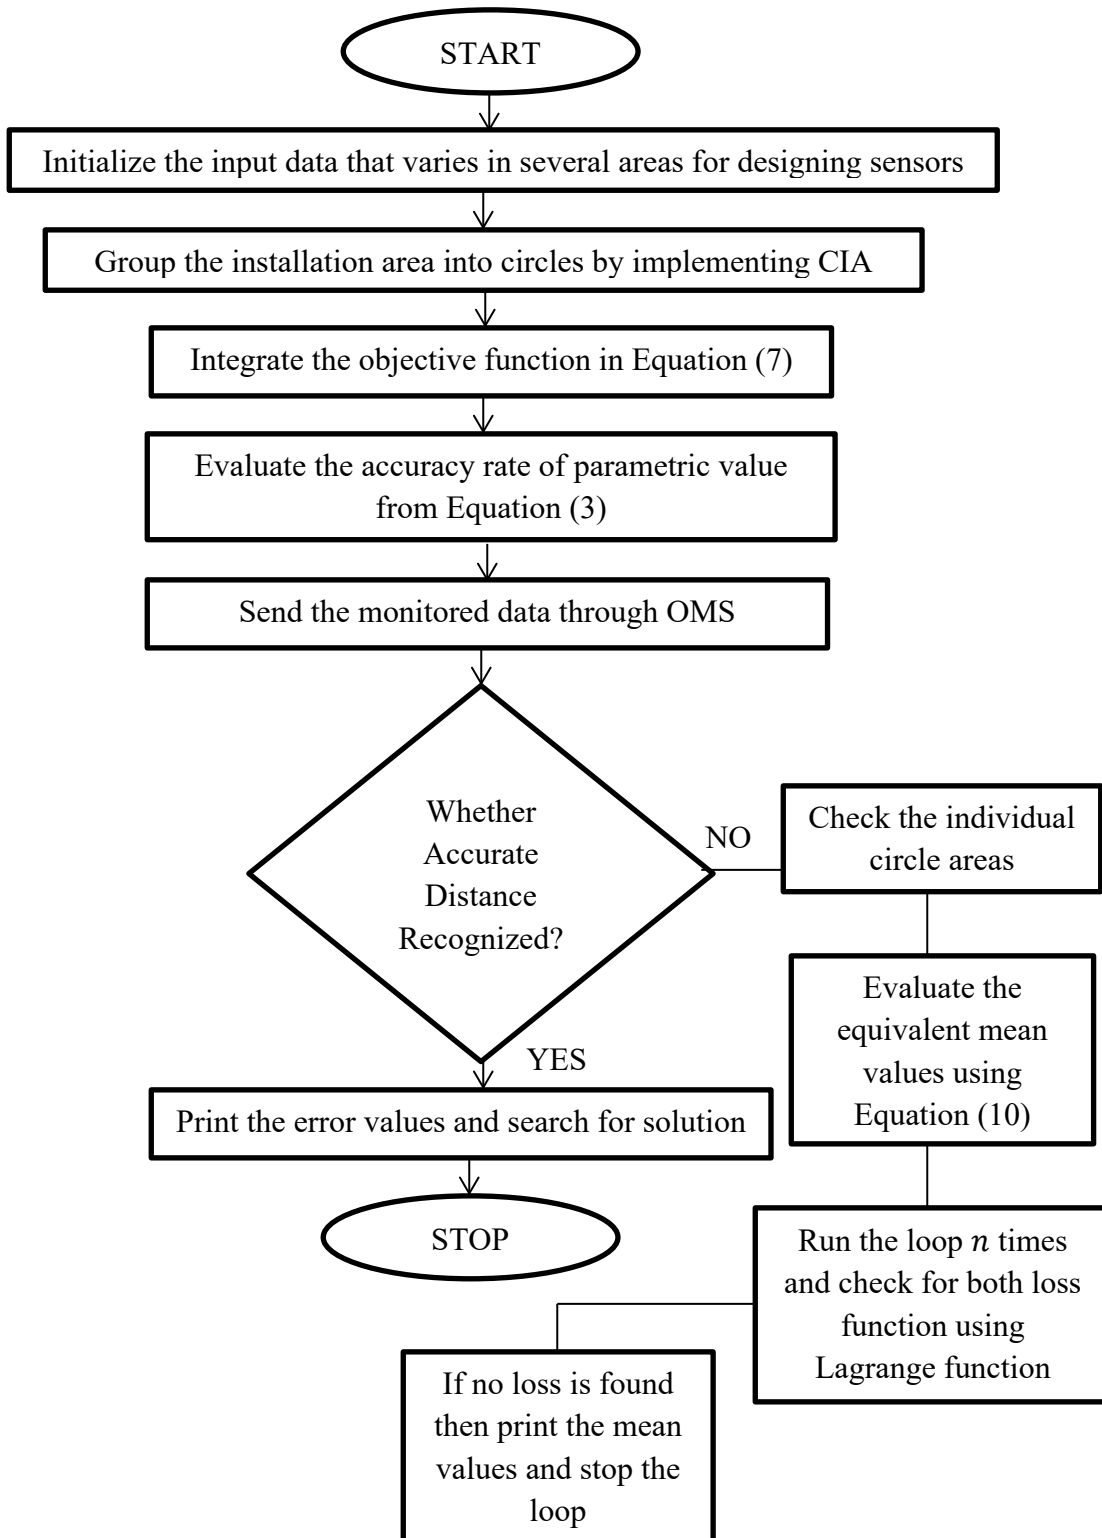 START
Initialize the input data that varies in several areas for designing sensors
Group the installation area into circles by implementing CIA
Integrate the objective function in Equation (7)
Evaluate the accuracy rate of parametric value
from Equation (3)
Send the monitored data through OMS
Whether
Accurate
Distance
Recognized?
NO
Check the individual
circle areas
Evaluate the
equivalent mean
values using
Equation (10)
YES
Print the error values and search for solution
STOP
Run the loop n times
and check for both loss
function using
Lagrange function
If no loss is found
then print the mean
values and stop the
loop